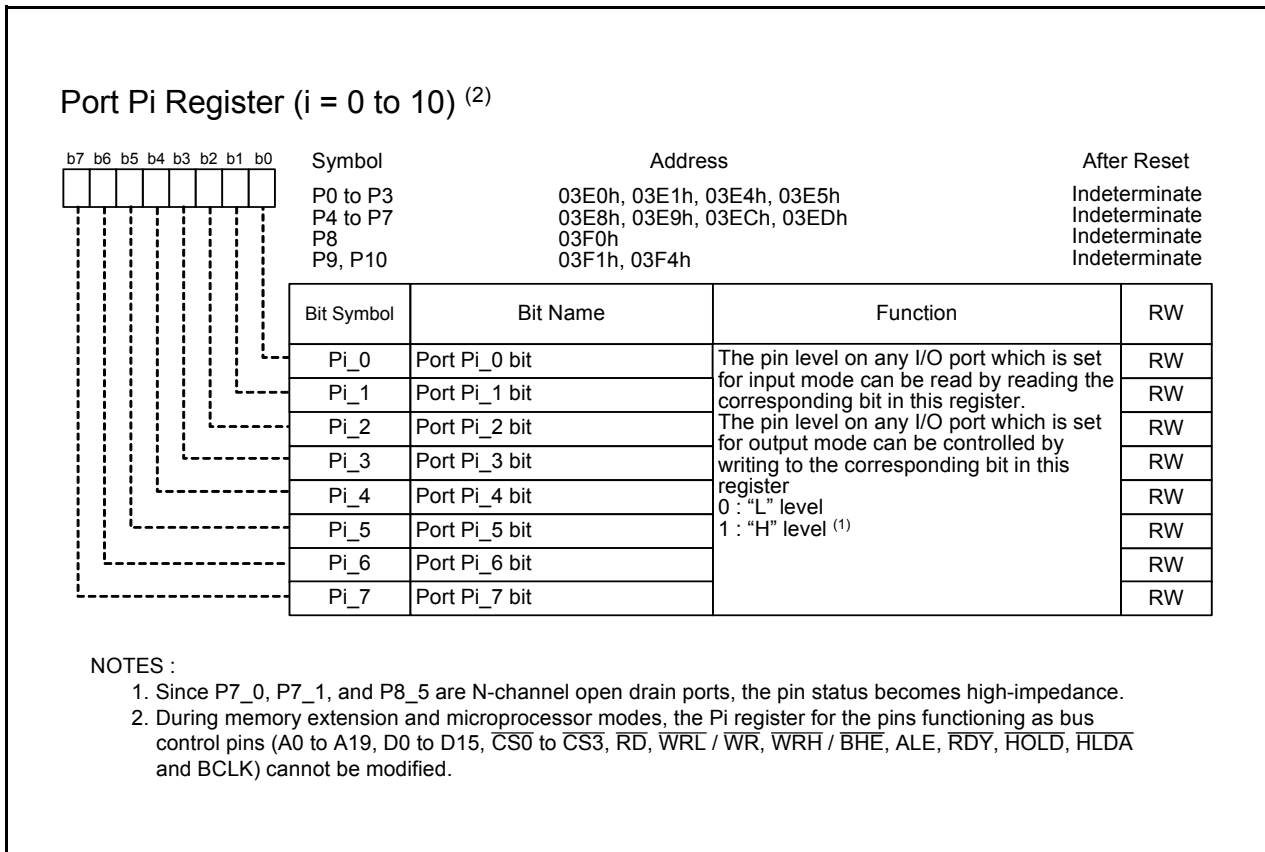 Port Pi Register (i = 0 to 10) (2)
b7 b6 b5 b4 b3 b2 b1 b0
Symbol Address After Reset
P0 to P3 03E0h, 03E1h, 03E4h, 03E5h Indeterminate
P4 to P7 03E8h, 03E9h, 03ECh, 03EDh Indeterminate
P8 03F0h Indeterminate
P9, P10 03F1h, 03F4h Indeterminate
Bit Symbol Bit Name Function RW
Pi_0 Port Pi_0 bit RW
Pi_1 Port Pi_1 bit RW
Pi_2 Port Pi_2 bit RW
Pi_3 Port Pi_3 bit RW
Pi_4 Port Pi_4 bit RW
Pi_5 Port Pi_5 bit RW
Pi_6 Port Pi_6 bit RW
Pi_7 Port Pi_7 bit RW
The pin level on any I/O port which is set
for input mode can be read by reading the
corresponding bit in this register.
The pin level on any I/O port which is set
for output mode can be controlled by
writing to the corresponding bit in this
register
0 : “L” level
1 : “H” level (1)
NOTES :
1. Since P7_0, P7_1, and P8_5 are N-channel open drain ports, the pin status becomes high-impedance.
2. During memory extension and microprocessor modes, the Pi register for the pins functioning as bus
control pins (A0 to A19, D0 to D15, CS0 to CS3, RD, WRL / WR, WRH / BHE, ALE, RDY, HOLD, HLDA
and BCLK) cannot be modified.